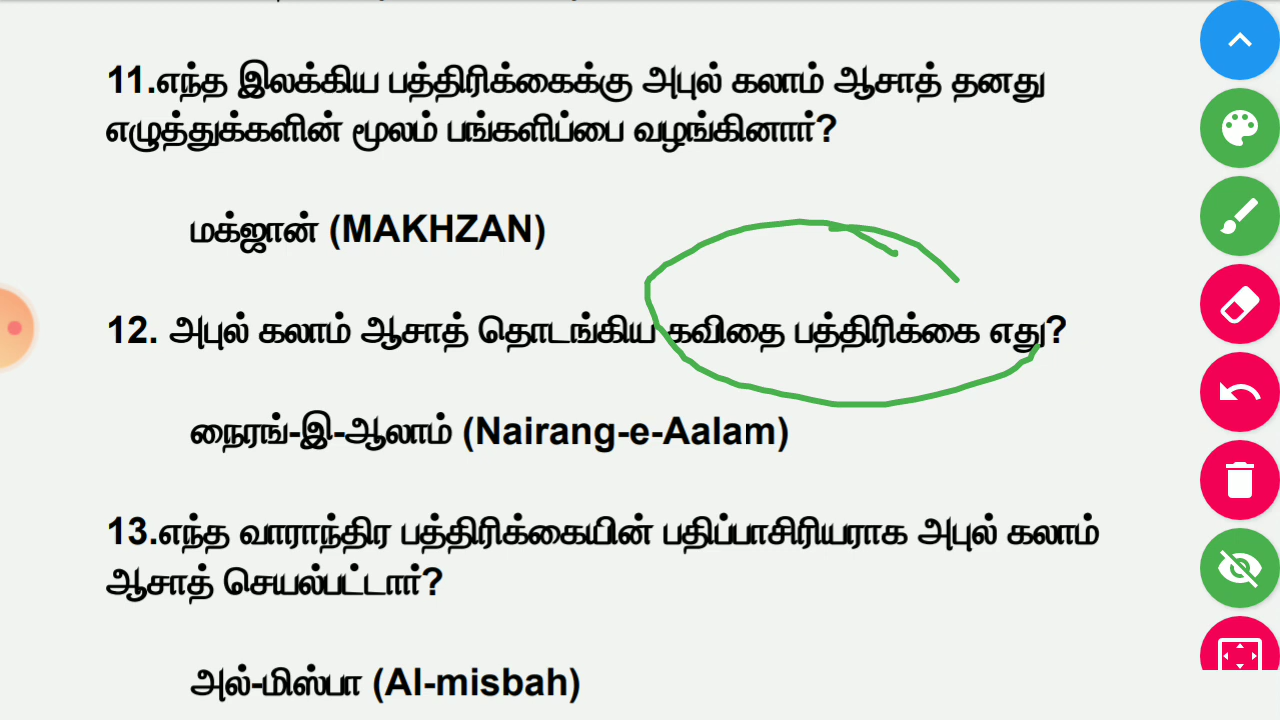 11.எந்த இலக்கிய பத்திரிக்கைக்கு அபுல் கலாம் ஆசாத் தனது
எழுத்துக்களின் மூலம் பங்களிப்பை வழங்கினார்?
மக்ஜான் (MAKHZAN)
12. அபுல் கலாம் ஆசாத் தொடங்கிய கவிதை பத்திரிக்கை எது?
நைரங்-இ-ஆலாம் (Nairang-e-Aalam)
13.எந்த வாராந்திர பத்திரிக்கையின் பதிப்பாசிரியராக அபுல் கலாம்
ஆசாத் செயல்பட்டார்?
அல்-மிஸ்பா (Al-misbah)